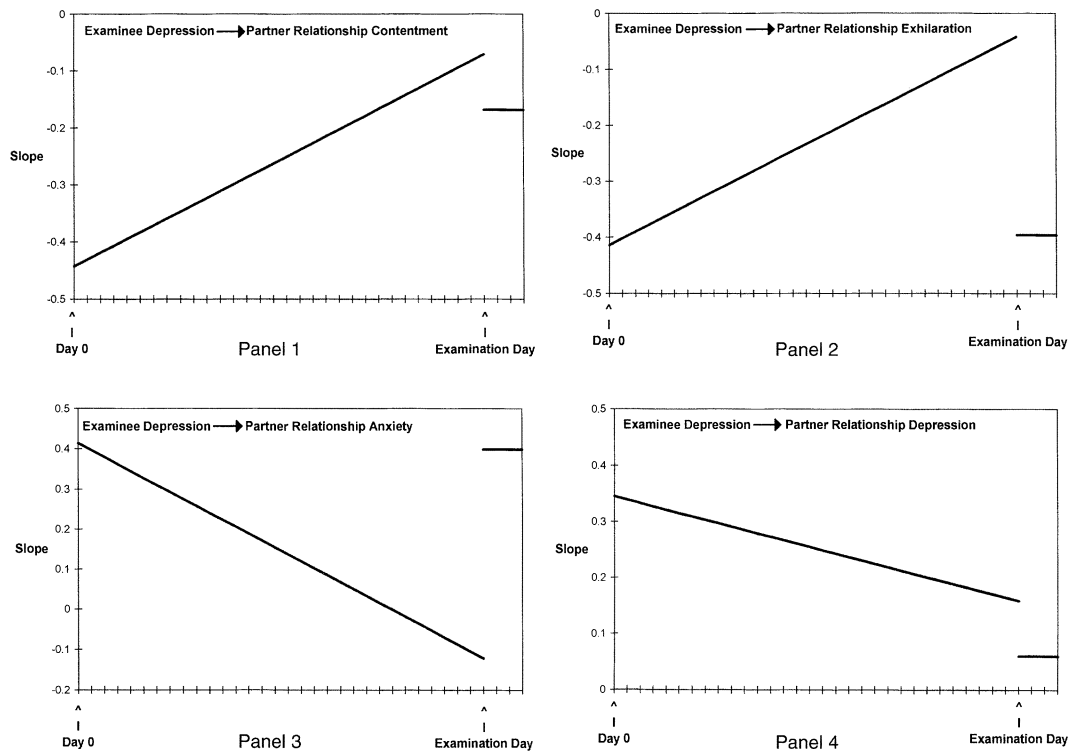 Examinee Depression → Partner Relationship Contentment
0
-0.1
-0.2
-0.3
-0.4
-0.5
Slope
^
^
Day 0
Panel 1
Examination Day
Examinee Depression → Partner Relationship Exhilaration
0
-0.1
-0.2
-0.3
-0.4
-0.5
Slope
^
^
Day 0
Panel 2
Examination Day
Examinee Depression → Partner Relationship Anxiety
0.5
0.4
0.3
0.2
0.1
0
-0.1
-0.2
Slope
^
^
Day 0
Panel 3
Examination Day
Examinee Depression → Partner Relationship Depression
0.5
0.4
0.3
0.2
0.1
0
Slope
^
^
Day 0
Panel 4
Examination Day